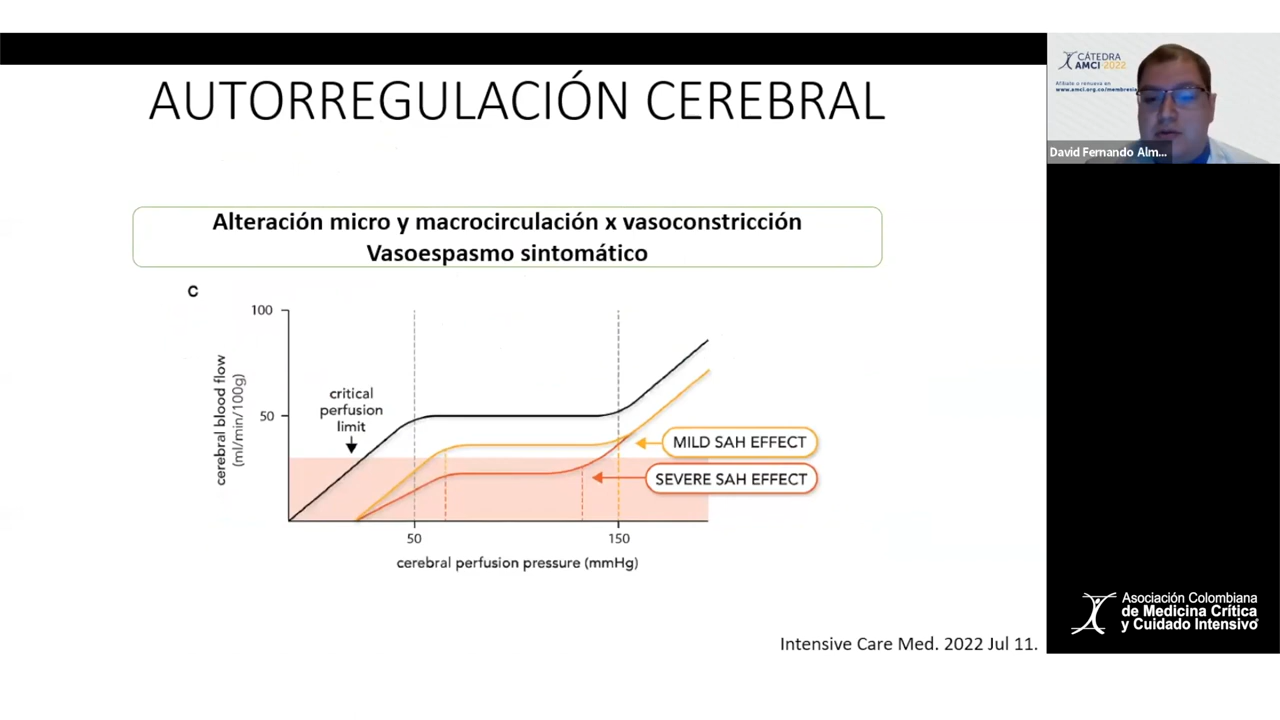 AUTORREGULACIÓN CEREBRAL
Alteración micro y macrocirculación x vasoconstricción
Vasoespasmo sintomático
C
100
50
cerebral blood flow
(ml/min/100g)
critical
perfusion
limit
MILD SAH EFFECT
SEVERE SAH EFFECT
50
150
cerebral perfusion pressure (mmHg)
Intensive Care Med. 2022 Jul 11.
CÁTEDRA
AMCI 2022
Afíliate o renueva en
www.amci.org.co/membresia
David Fernando Alm...
Asociación Colombiana
de Medicina Crítica
y Cuidado Intensivo